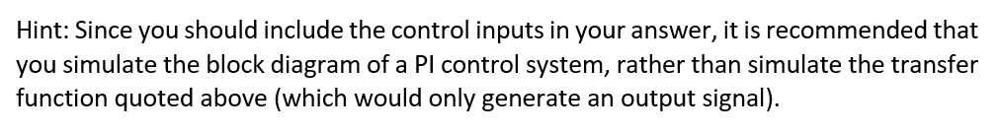 Hint: Since you should include the control inputs in your answer, it is recommended that
you simulate the block diagram of a PI control system, rather than simulate the transfer
function quoted above (which would only generate an output signal).